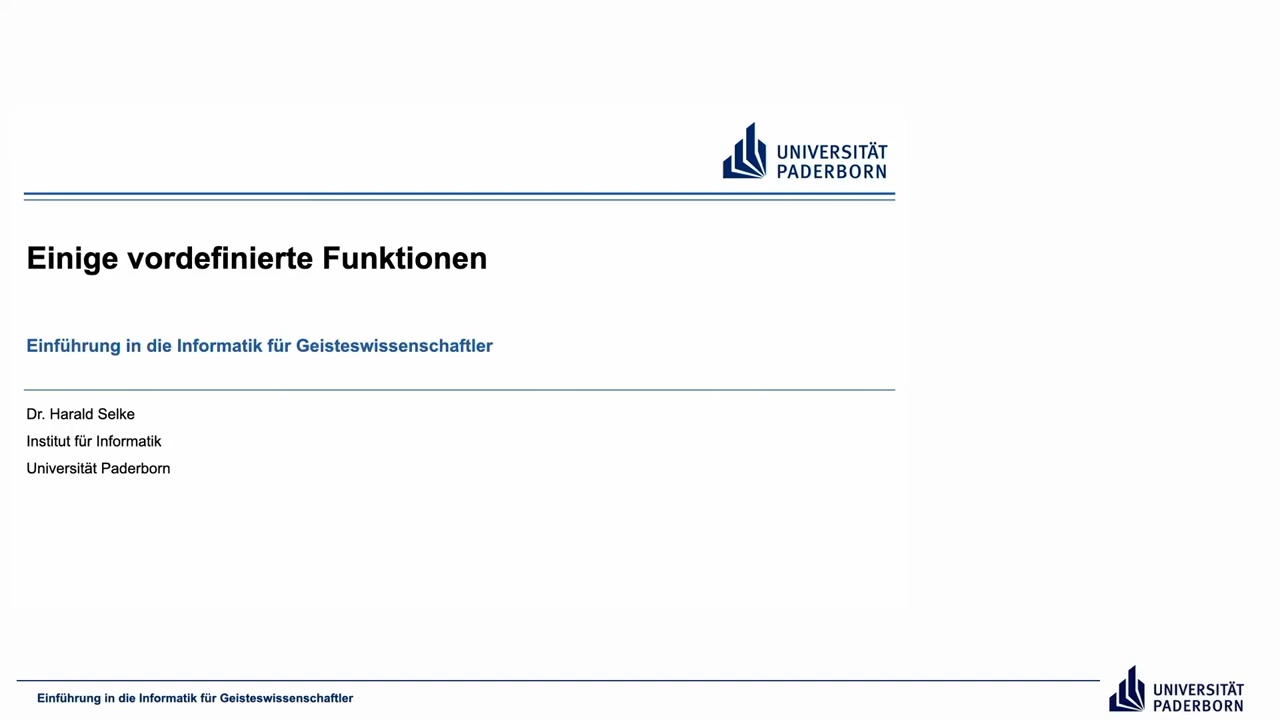 UNIVERSITÄT
PADERBORN
Einige vordefinierte Funktionen
Einführung in die Informatik für Geisteswissenschaftler
Dr. Harald Selke
Institut für Informatik
Universität Paderborn
Einführung in die Informatik für Geisteswissenschaftler
UNIVERSITÄT
PADERBORN